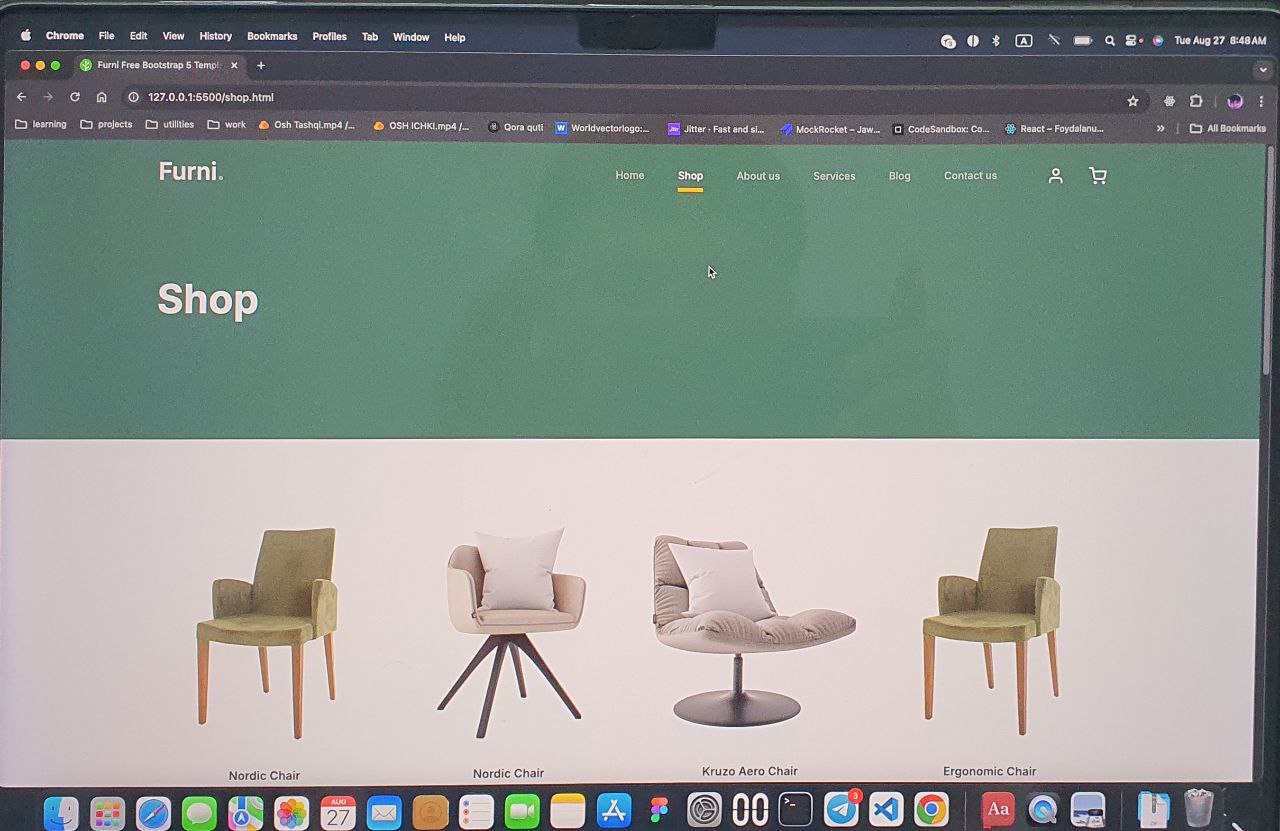 Chrome File Edit View History Bookmarks Profiles Tab Window Help A Tue Aug 27 8:48 AM
Furni Free Bootstrap 5 Templ
127.0.0.1:5500/shop.html
learning projects utilities work Osh Tashqi.mp4 /... OSH ICHKI.mp4 /... Qora quti W Worldvectorlogo:... Jitter · Fast and si... MockRocket – Jaw... CodeSandbox: Co... React – Foydalanu... » All Bookmarks
Furni. Home Shop About us Services Blog Contact us
Shop
Nordic Chair Nordic Chair Kruzo Aero Chair Ergonomic Chair
AUG
27
3
Aa